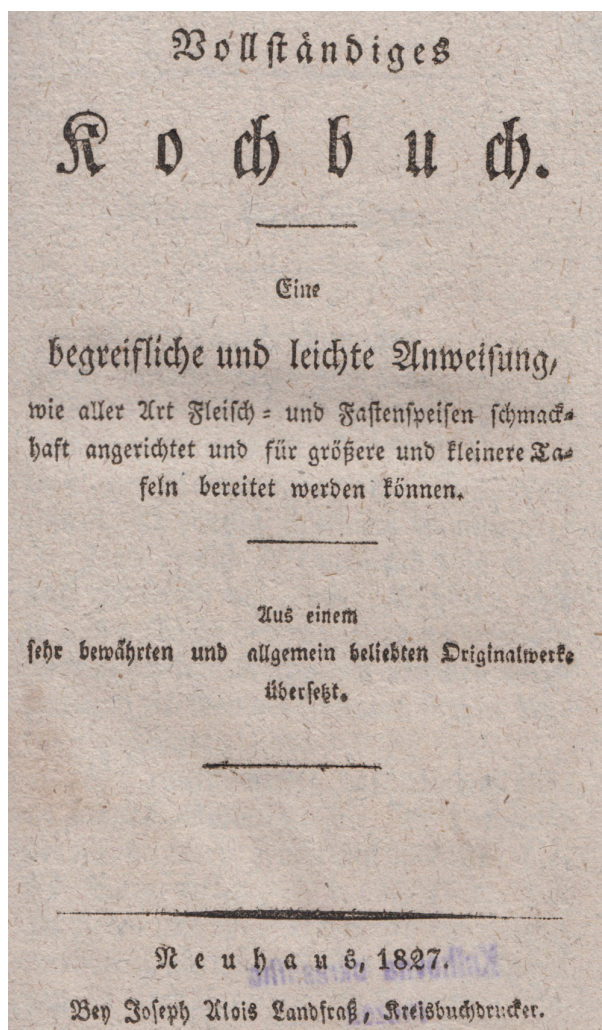 Vollständiges
Kochbuch.
Eine
begreifliche und leichte Anweisung,
wie aller Art Fleisch- und Fastenspeisen schmack-
haft angerichtet und für größere und kleinere Ta-
feln bereitet werden können.
Aus einem
sehr bewährten und allgemein beliebten Originalwerke
übersetzt.
Neuhaus, 1827.
Bey Joseph Alois Landfraß, Kreisbuchdrucker.